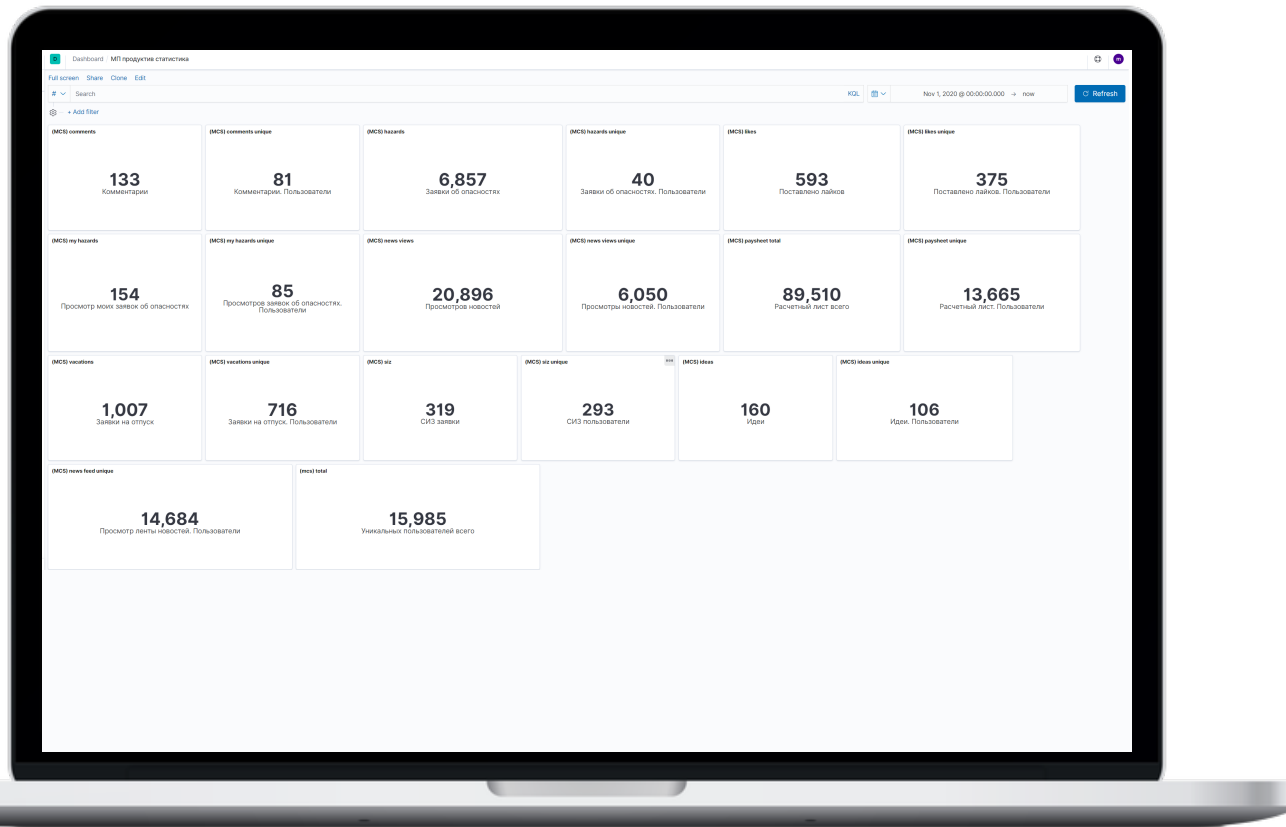 D Dashboard / МП продуктив статистика m
Full screen Share Clone Edit
# Search KQL Nov 1, 2020 @ 00:00:00.000 → now Refresh
+ Add filter
(MCS) comments
133
Комментарии
(MCS) comments unique
81
Комментарии. Пользователи
(MCS) hazards
6,857
Заявки об опасностях
(MCS) hazards unique
40
Заявки об опасностях. Пользователи
(MCS) likes
593
Поставлено лайков
(MCS) likes unique
375
Поставлено лайков. Пользователи
(MCS) my hazards
154
Просмотр моих заявок об опасностях
(MCS) my hazards unique
85
Просмотров заявок об опасностях.
Пользователи
(MCS) news views
20,896
Просмотров новостей
(MCS) news views unique
6,050
Просмотры новостей. Пользователи
(MCS) paysheet total
89,510
Расчетный лист всего
(MCS) paysheet unique
13,665
Расчетный лист. Пользователи
(MCS) vacations
1,007
Заявки на отпуск
(MCS) vacations unique
716
Заявки на отпуск. Пользователи
(MCS) siz
319
СИЗ заявки
(MCS) siz unique
293
СИЗ пользователи
(MCS) ideas
160
Идеи
(MCS) ideas unique
106
Идеи. Пользователи
(MCS) news feed unique
14,684
Просмотр ленты новостей. Пользователи
(mcs) total
15,985
Уникальных пользователей всего